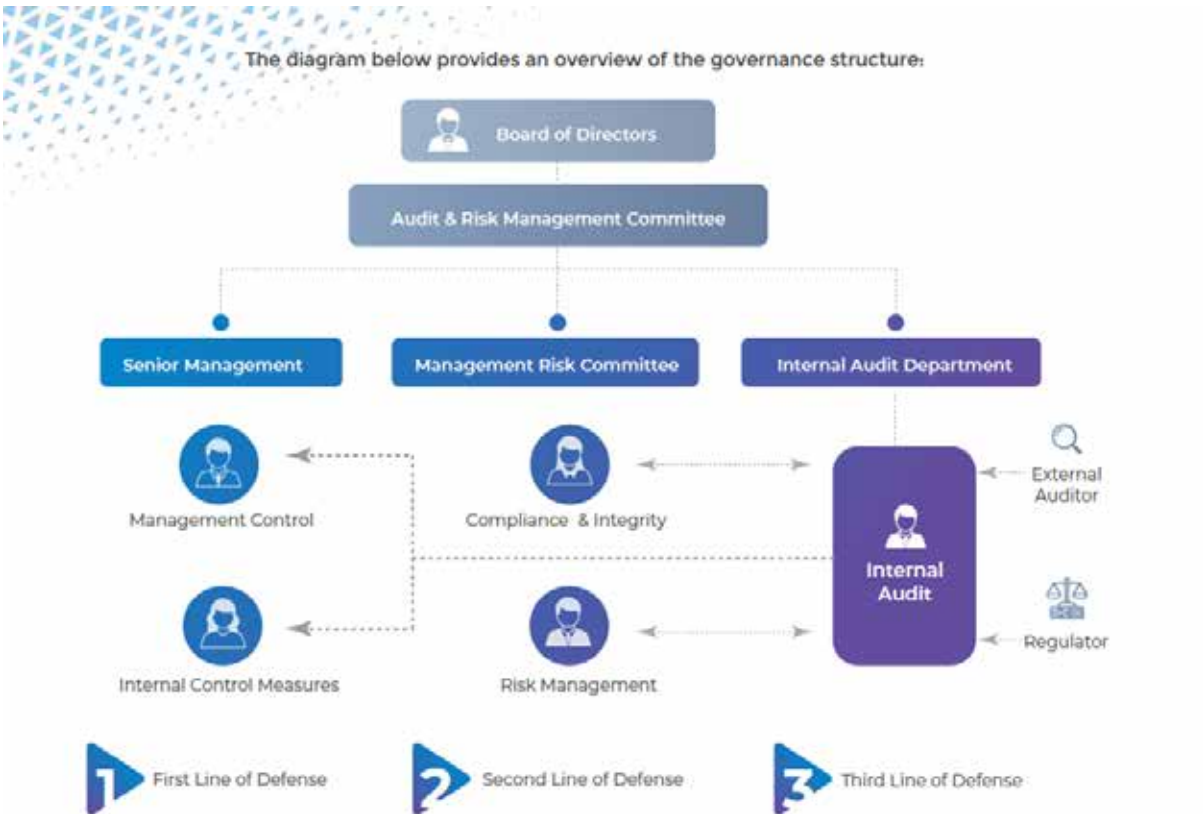 The diagram below provides an overview of the governance structure:
Board of Directors
Audit & Risk Management Committee
Senior Management
Management Risk Committee
Internal Audit Department
Management Control
Compliance & Integrity
External
Auditor
Internal
Audit
Internal Control Measures
Risk Management
Regulator
1 First Line of Defense
2 Second Line of Defense
3 Third Line of Defense